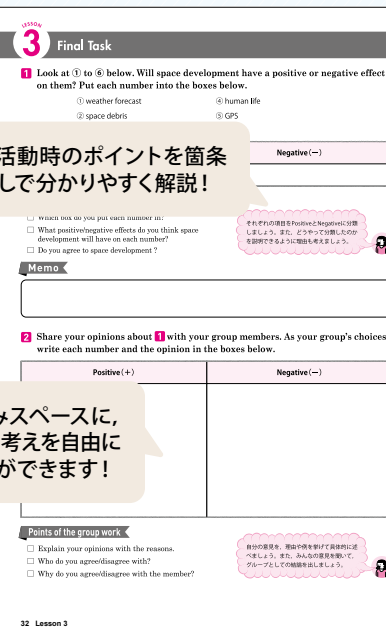 LESSON
3
Final Task
1 Look at ① to ⑥ below. Will space development have a positive or negative effect
on them? Put each number into the boxes below.
① weather forecast
④ human life
② space debris
⑤ GPS
活動時のポイントを箇条
しで分かりやすく解説！
Negative(－)
□ Which box do you put each number in?
□ What positive/negative effects do you think space
development will have on each number?
□ Do you agree to space development ?
それぞれの項目をPositiveとNegativeに分類
しましょう。また、どうやって分類したのか
を説明できるように理由も考えましょう。
Memo
2 Share your opinions about 1 with your group members. As your group's choices
write each number and the opinion in the boxes below.
Positive(＋)
Negative(－)
みスペースに,
考えを自由に
ができます！
Points of the group work
□ Explain your opinions with the reasons.
□ Who do you agree/disagree with?
□ Why do you agree/disagree with the member?
自分の意見を、理由や例を挙げて具体的に述
べましょう。また、みんなの意見を聞いて、
グループとしての結論を出しましょう。
32 Lesson 3